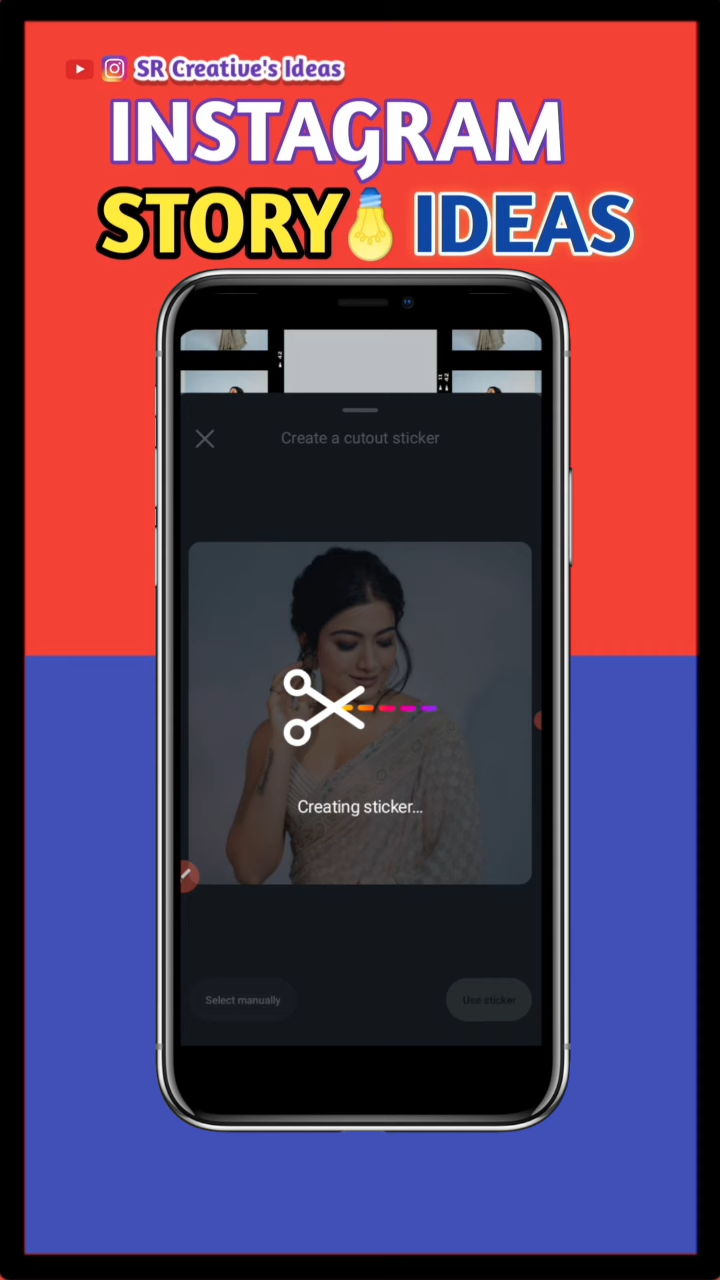 SR Creative's Ideas
INSTAGRAM
STORY IDEAS
Create a cutout sticker
Creating sticker...
Select manually
Use sticker